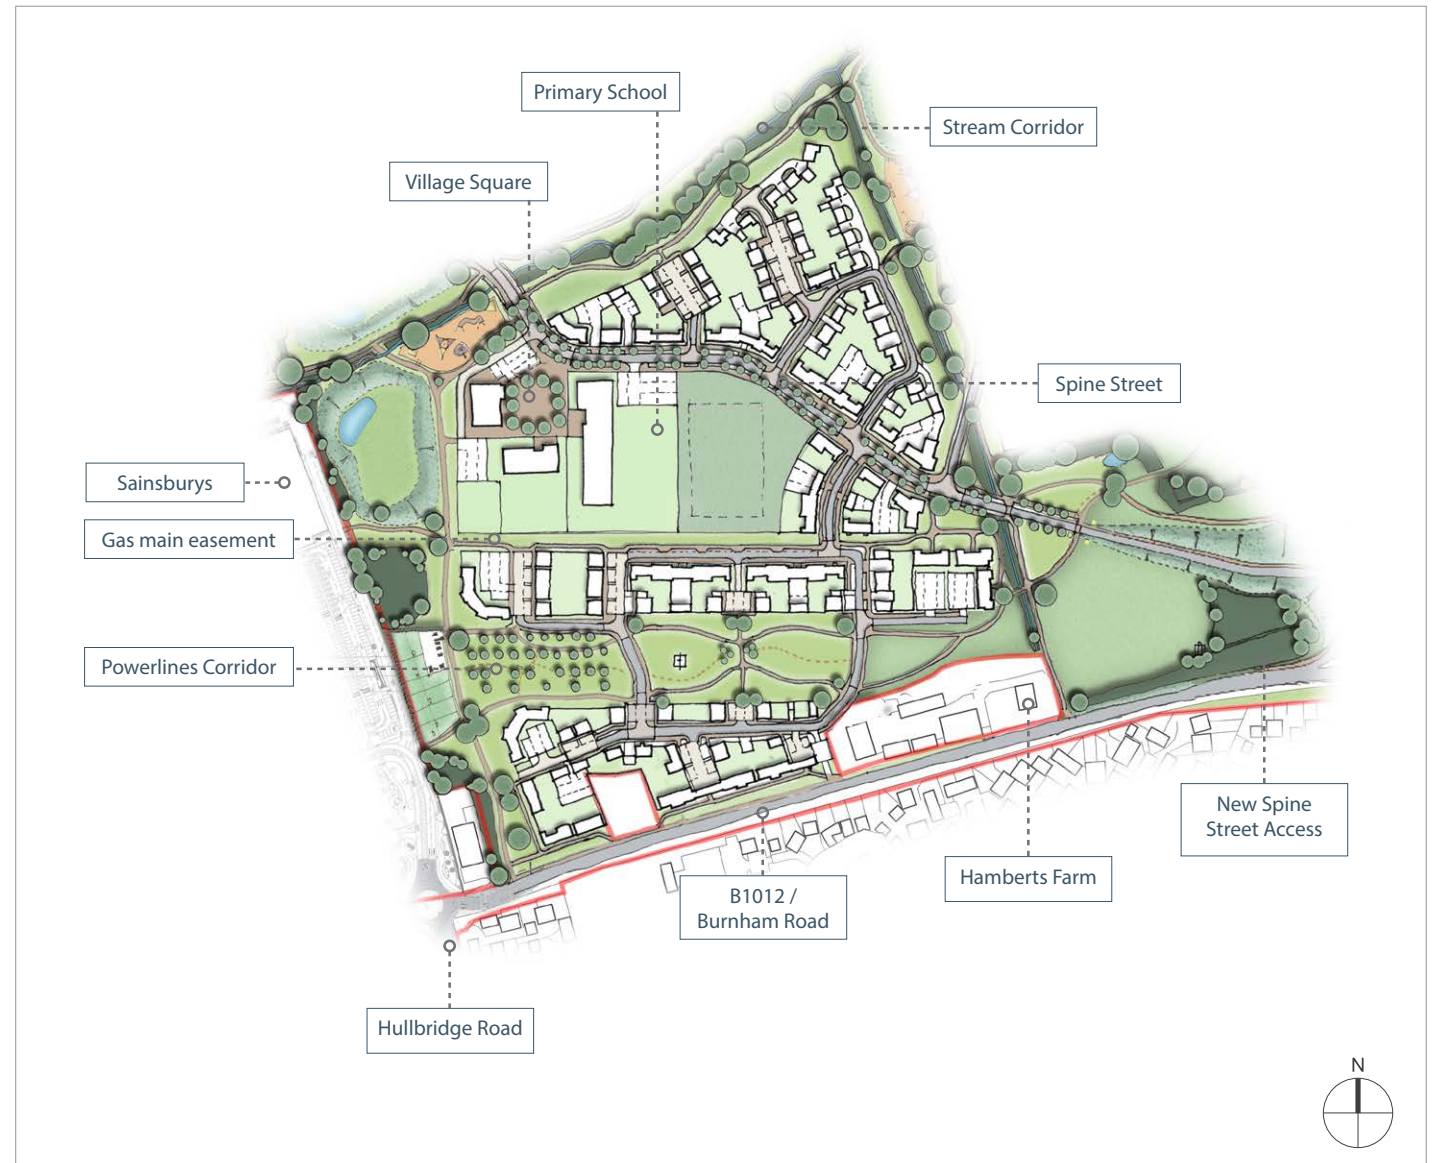 Primary School
Stream Corridor
Village Square
Spine Street
Sainsburys
Gas main easement
Powerlines Corridor
New Spine
Street Access
Hamberts Farm
B1012 /
Burnham Road
Hullbridge Road
N